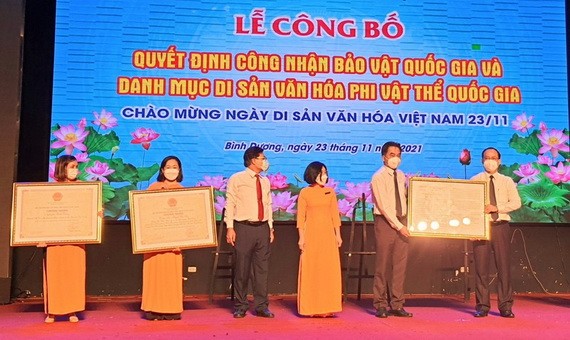 LỄ CÔNG BỐ
QUYẾT ĐỊNH CÔNG NHẬN BẢO VẬT QUỐC GIA VÀ
DANH MỤC DI SẢN VĂN HÓA PHI VẬT THỂ QUỐC GIA
CHÀO MỪNG NGÀY DI SẢN VĂN HÓA VIỆT NAM 23/11
Bình Dương, ngày 23 tháng 11 2021